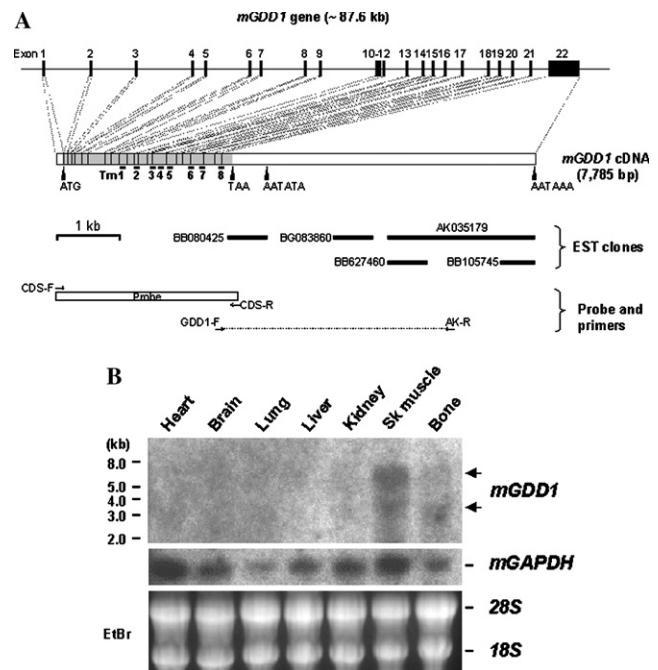 A
mGDD1 gene (~ 87.6 kb)
Exon 1 2 3 4 5 6 7 8 9 10-12 13 14 15 16 17 18 19 20 21 22
mGDD1 cDNA
(7,785 bp)
ATG Tm1 2 3 4 5 6 7 8 TAA AATATA AATAAA
1 kb
BB080425 BG083860 AK035179
BB627460 BB105745
EST clones
CDS-F
Probe
CDS-R
GDD1-F AK-R
Probe and
primers
B
Heart Brain Lung Liver Kidney Sk muscle Bone
(kb)
8.0
5.0
4.0
3.0
2.0
mGDD1
mGAPDH
EtBr
28S
18S